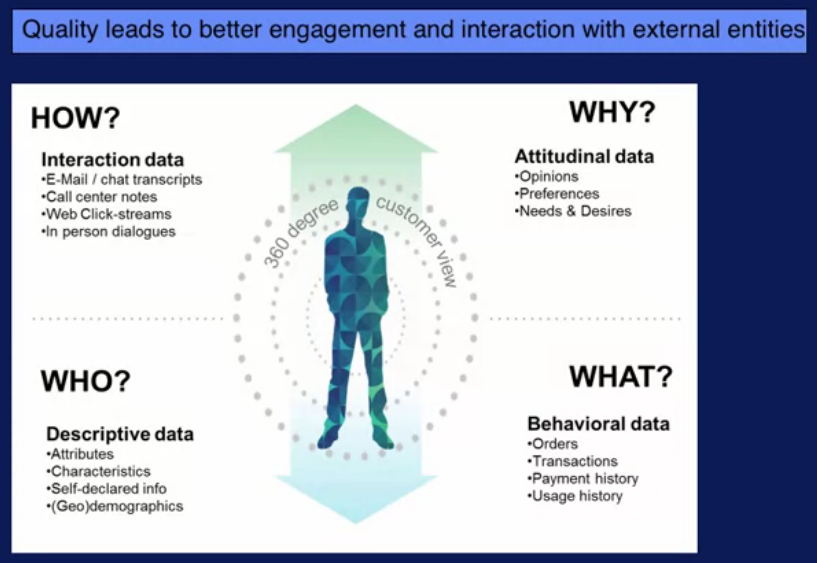 Quality leads to better engagement and interaction with external entities
HOW?
Interaction data
•E-Mail / chat transcripts
•Call center notes
•Web Click-streams
•In person dialogues
WHY?
Attitudinal data
•Opinions
•Preferences
•Needs & Desires
360 degree customer view
WHO?
Descriptive data
•Attributes
•Characteristics
•Self-declared info
•(Geo)demographics
WHAT?
Behavioral data
•Orders
•Transactions
•Payment history
•Usage history